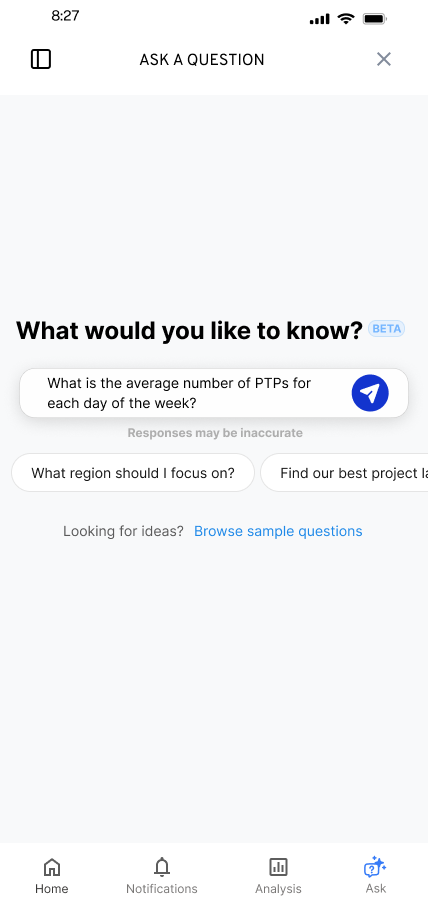 8:27
ASK A QUESTION
What would you like to know? BETA
What is the average number of PTPs for
each day of the week?
Responses may be inaccurate
What region should I focus on?
Find our best project la
Looking for ideas? Browse sample questions
Home
Notifications
Analysis
Ask